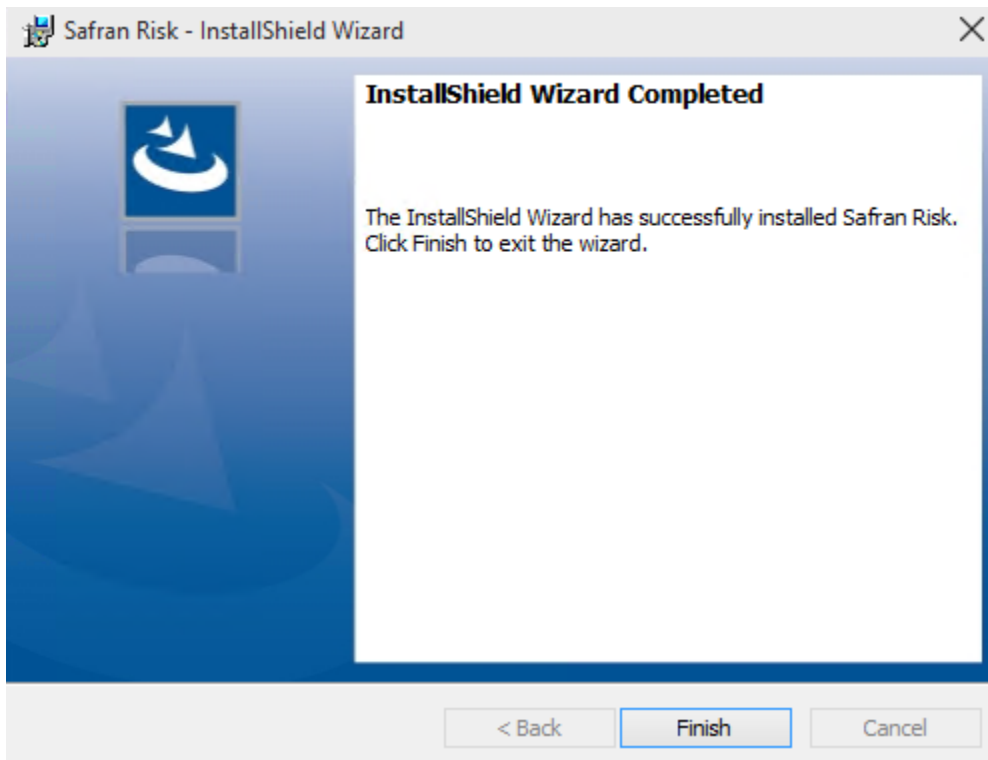 Safran Risk - InstallShield Wizard
InstallShield Wizard Completed
The InstallShield Wizard has successfully installed Safran Risk.
Click Finish to exit the wizard.
< Back
Finish
Cancel